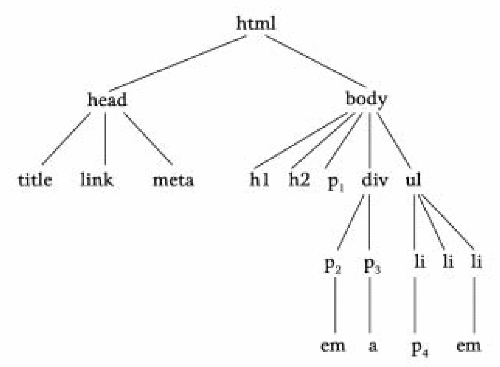 html
head body
title link meta h1 h2 p₁ div ul
p₂ p₃ li li li
em a p₄ em